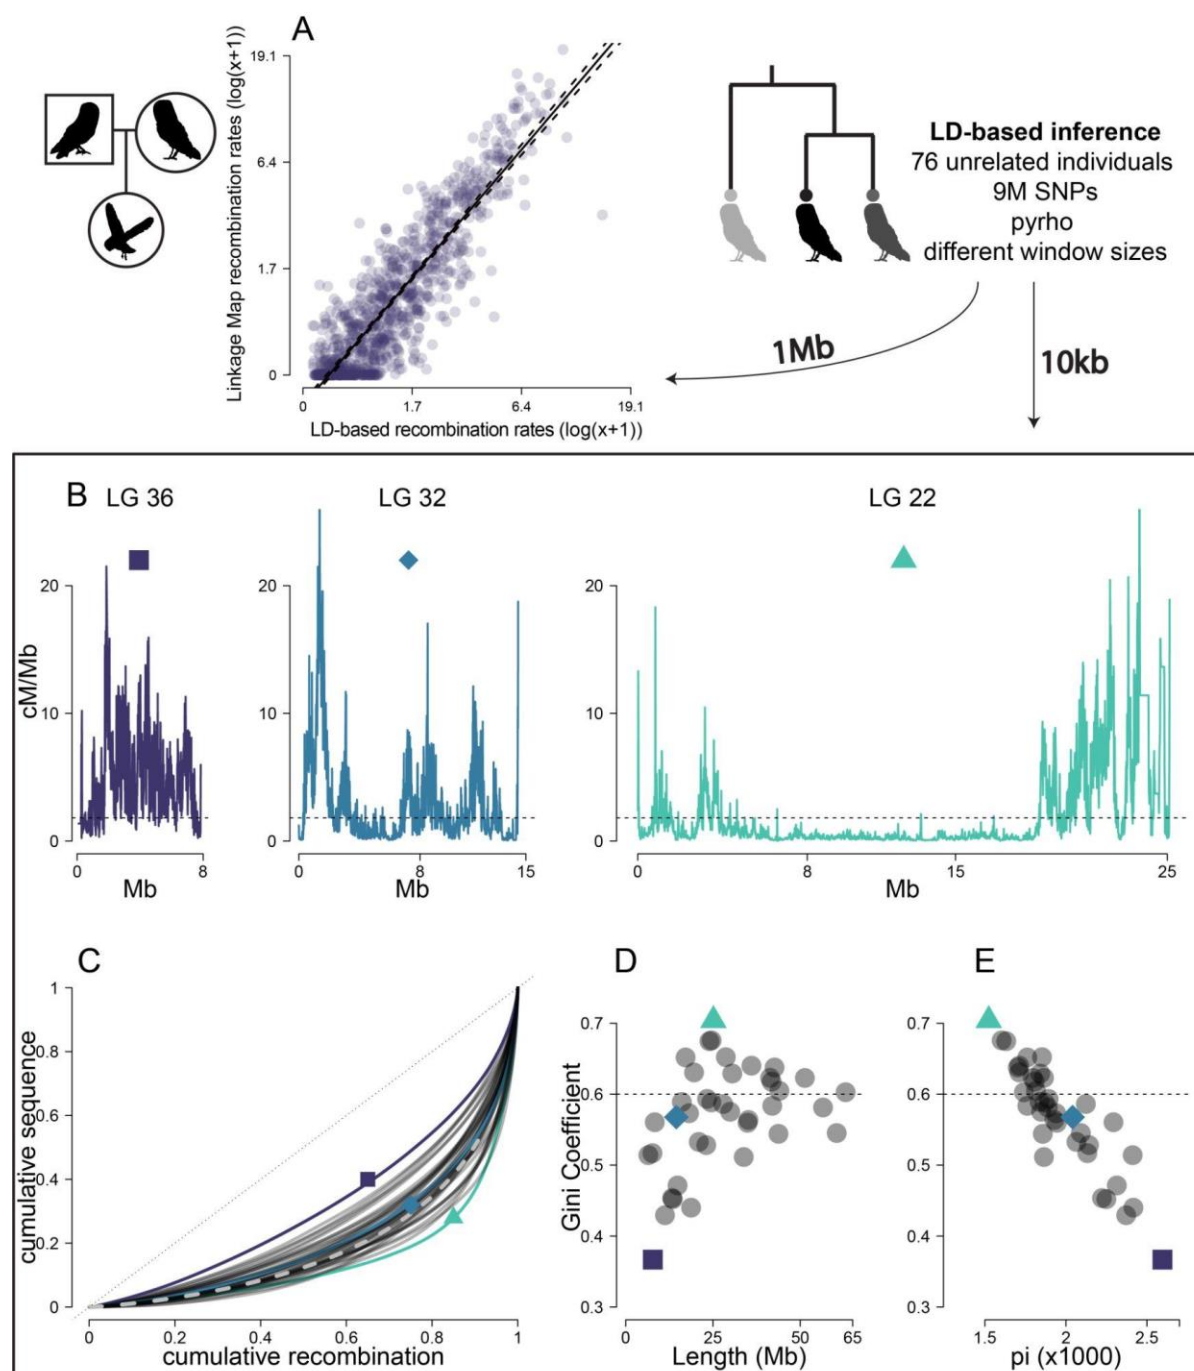 A
Linkage Map recombination rates (log(x+1))
19.1
6.4
1.7
0
0 1.7 6.4 19.1
LD-based recombination rates (log(x+1))
LD-based inference
76 unrelated individuals
9M SNPs
pyrho
different window sizes
1Mb
10kb
B
LG 36
LG 32
LG 22
cM/Mb
20
10
0
0 8
Mb
20
10
0
0 8 15
Mb
20
10
0
0 8 15 25
Mb
C
cumulative sequence
1
0.8
0.6
0.4
0.2
0
0 0.2 0.4 0.6 0.8 1
cumulative recombination
D
Gini Coefficient
0.7
0.6
0.5
0.4
0.3
0 25 50 65
Length (Mb)
E
0.7
0.6
0.5
0.4
0.3
1.5 2 2.5
pi (x1000)